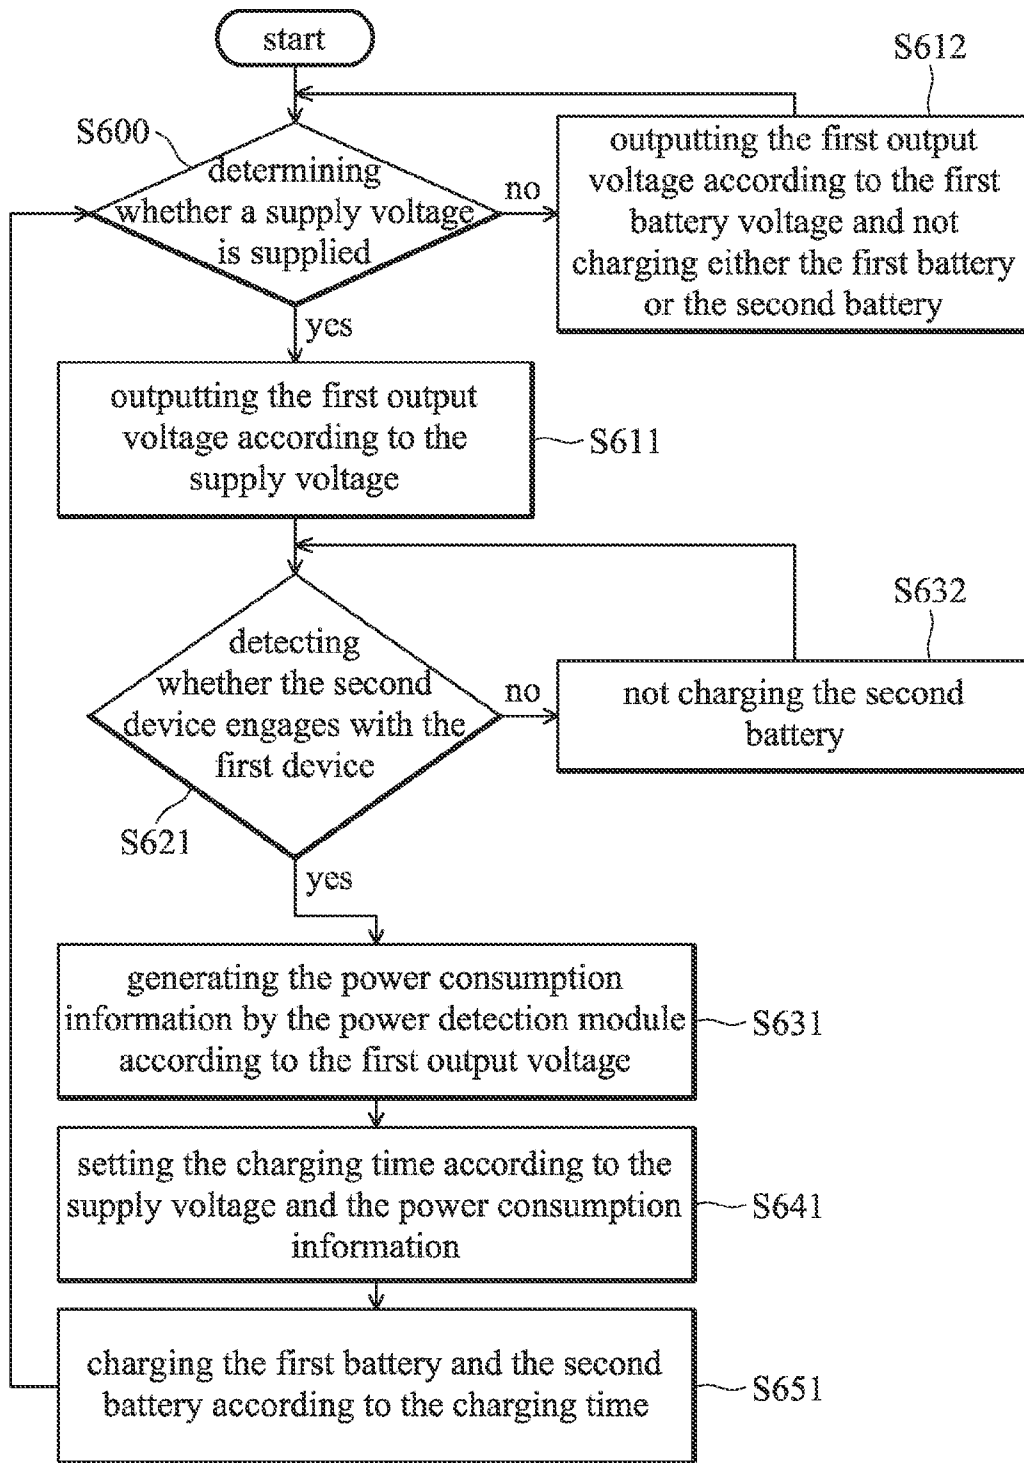 start
S612
S600
determining
whether a supply voltage
is supplied
no
outputting the first output
voltage according to the first
battery voltage and not
charging either the first battery
or the second battery
yes
outputting the first output
voltage according to the
supply voltage
S611
S632
detecting
whether the second
device engages with the
first device
no
not charging the second
battery
S621
yes
generating the power consumption
information by the power detection module
according to the first output voltage
S631
setting the charging time according to the
supply voltage and the power consumption
information
S641
charging the first battery and the second
battery according to the charging time
S651